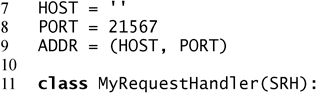 7 HOST = ''
8 PORT = 21567
9 ADDR = (HOST, PORT)
10
11 class MyRequestHandler(SRH):